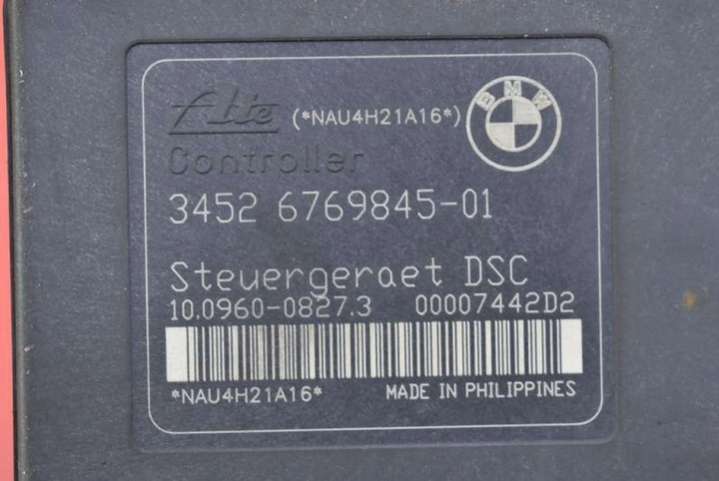 Ate (*NAU4H21A16*) BMW
Controller
3452 6769845-01
Steuergeraet DSC
10.0960-0827.3 00007442D2
*NAU4H21A16* MADE IN PHILIPPINES